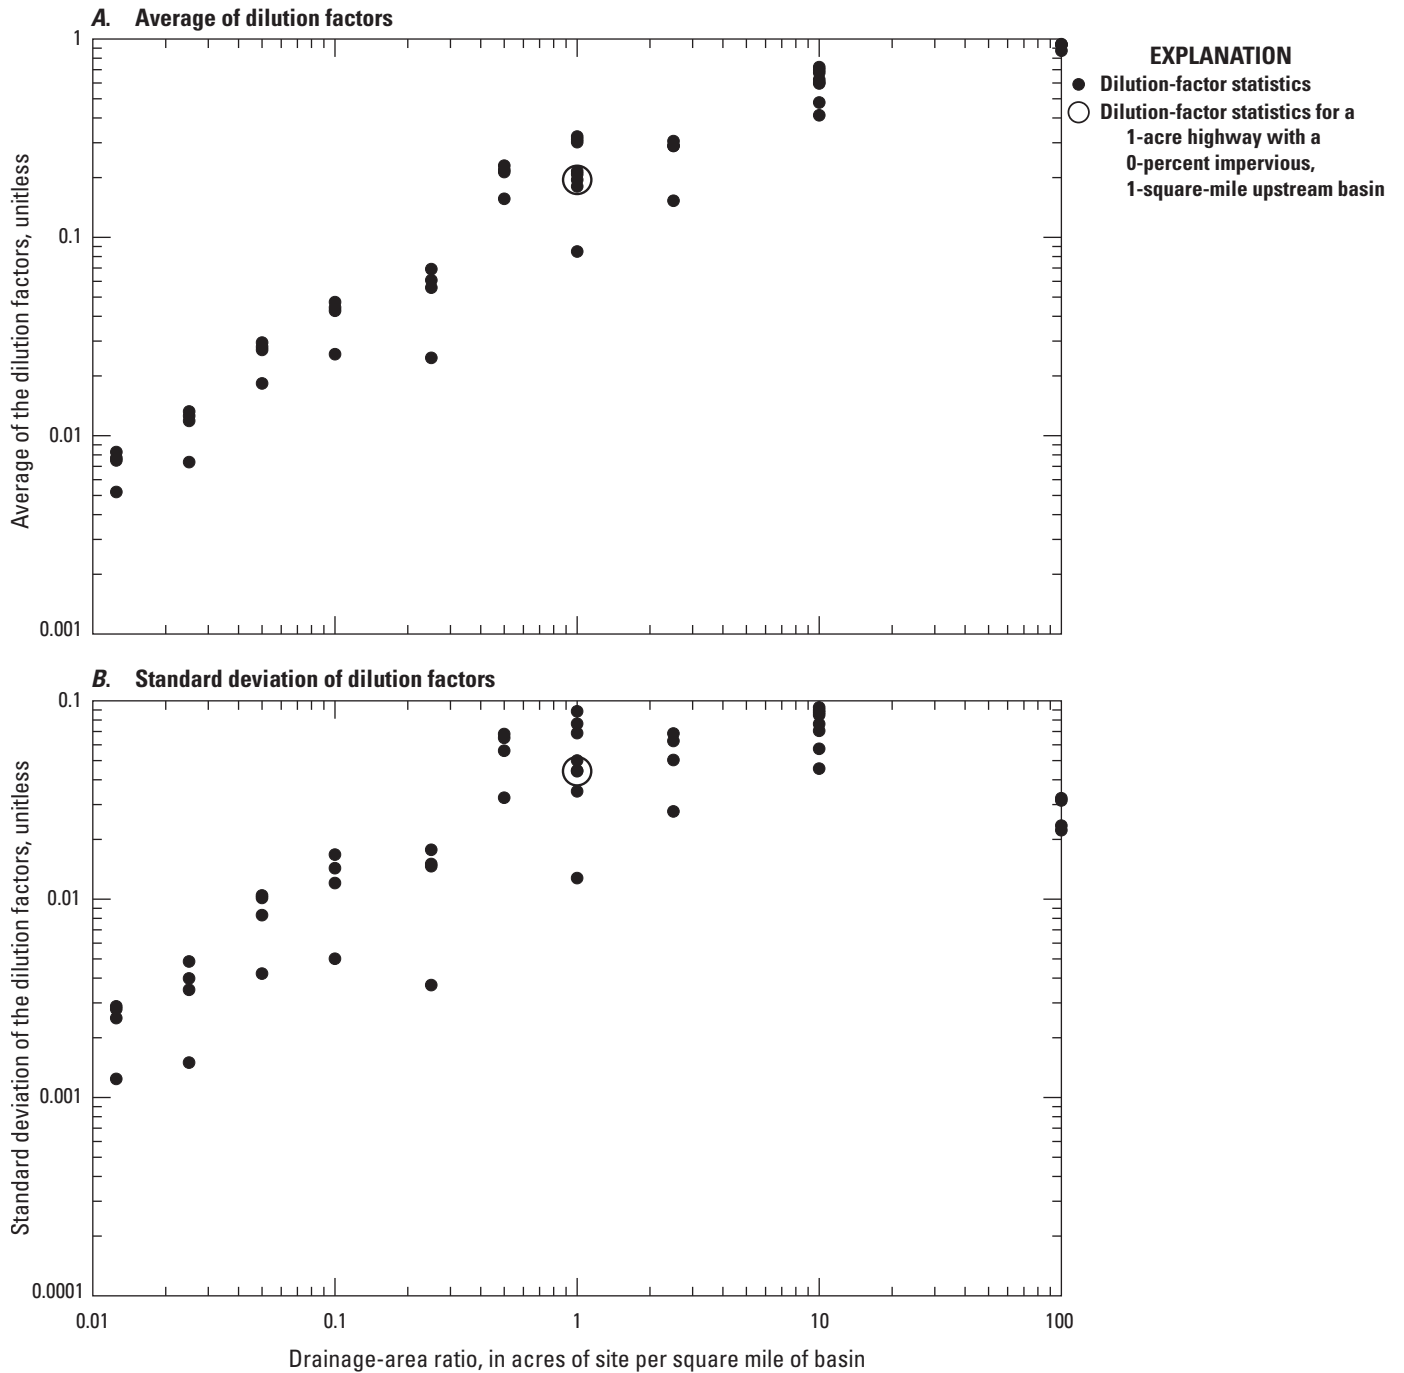 A. Average of dilution factors
1
0.1
0.01
0.001
Average of the dilution factors, unitless
EXPLANATION
Dilution-factor statistics
Dilution-factor statistics for a
1-acre highway with a
0-percent impervious,
1-square-mile upstream basin
B. Standard deviation of dilution factors
0.1
0.01
0.001
0.0001
Standard deviation of the dilution factors, unitless
0.01 0.1 1 10 100
Drainage-area ratio, in acres of site per square mile of basin